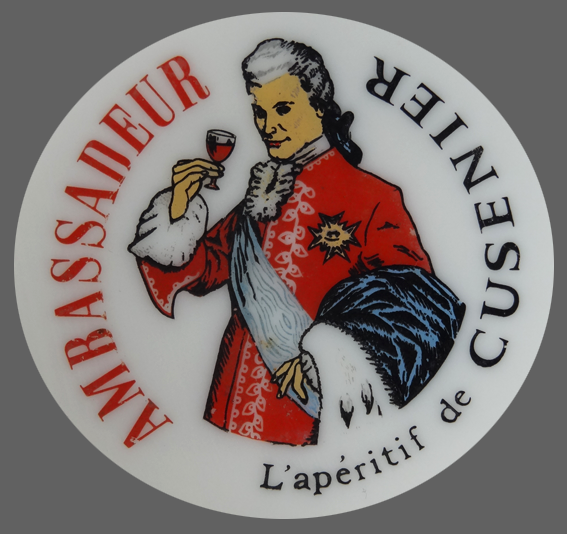 AMBASSADEUR
L'apéritif de CUSENIER